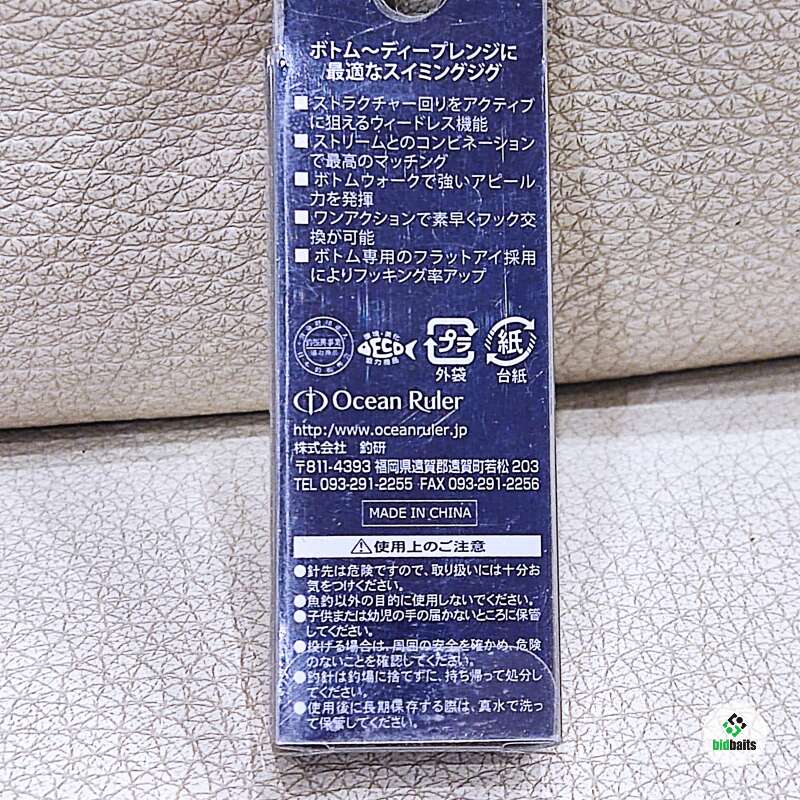 ボトム～ディープレンジに
最適なスイミングジグ
■ ストラクチャー回りをアクティブ
に狙えるウィードレス機能
■ ストリームとのコンビネーション
で最高のマッチング
■ ボトムウォークで強いアピール
力を発揮
■ ワンアクションで素早くフック交
換が可能
■ ボトム専用のフラットアイ採用
によりフッキング率アップ
環境・美化
DECO
協力商品
プラ
外袋
紙
台紙
Ocean Ruler
http:/www.oceanruler.jp
株式会社 釣研
〒811-4393 福岡県遠賀郡遠賀町若松 203
TEL 093-291-2255 FAX 093-291-2256
MADE IN CHINA
⚠使用上のご注意
●針先は危険ですので、取り扱いには十分お
気をつけください。
●魚釣以外の目的に使用しないでください。
●子供または幼児の手の届かないところに保管
してください。
●投げる場合は、周囲の安全を確かめ、危険
のないことを確認してください。
●釣針は釣場に捨てずに、持ち帰って処分し
てください。
●使用後に長期保存する際は、真水で洗っ
て保管してください。
bidbaits